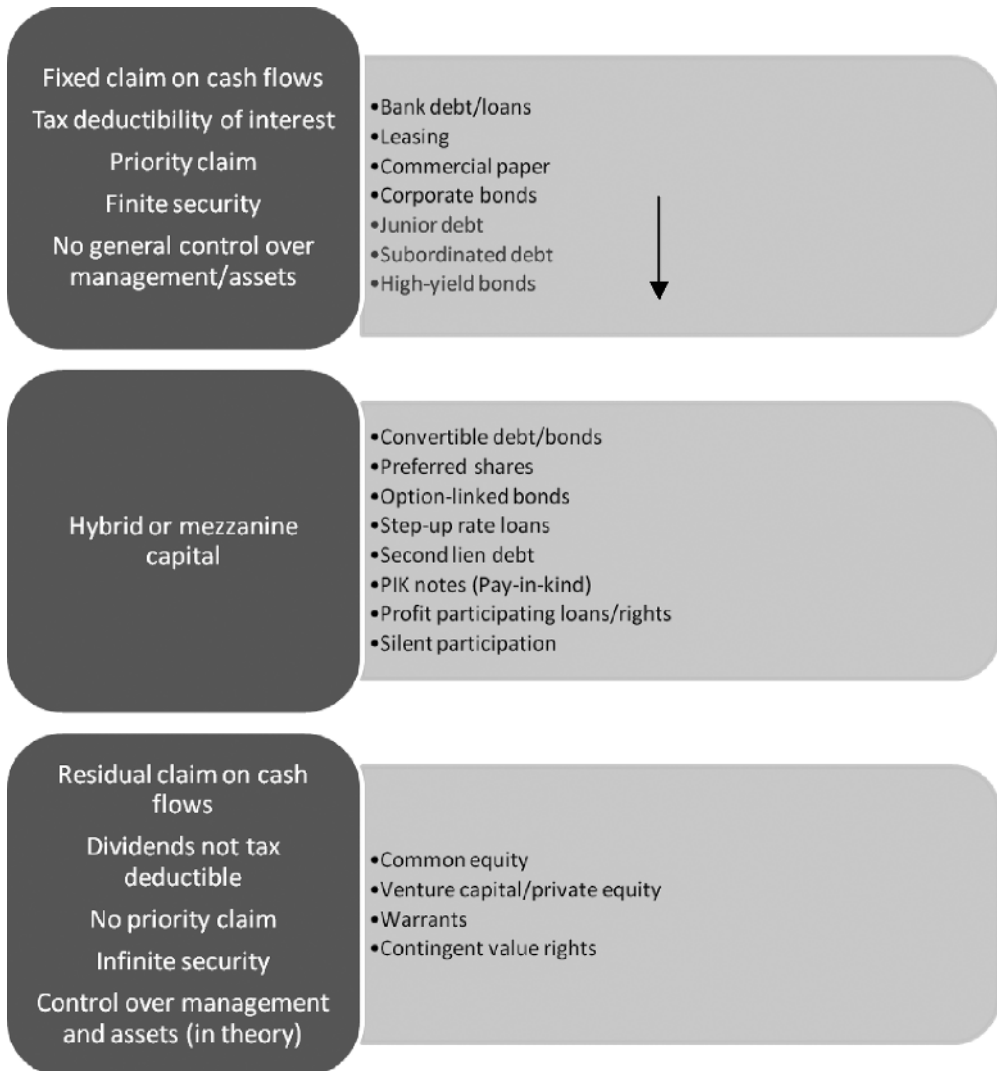 Fixed claim on cash flows
Tax deductibility of interest
Priority claim
Finite security
No general control over
management/assets
•Bank debt/loans
•Leasing
•Commercial paper
•Corporate bonds
•Junior debt
•Subordinated debt
•High-yield bonds
Hybrid or mezzanine
capital
•Convertible debt/bonds
•Preferred shares
•Option-linked bonds
•Step-up rate loans
•Second lien debt
•PIK notes (Pay-in-kind)
•Profit participating loans/rights
•Silent participation
Residual claim on cash
flows
Dividends not tax
deductible
No priority claim
Infinite security
Control over management
and assets (in theory)
•Common equity
•Venture capital/private equity
•Warrants
•Contingent value rights